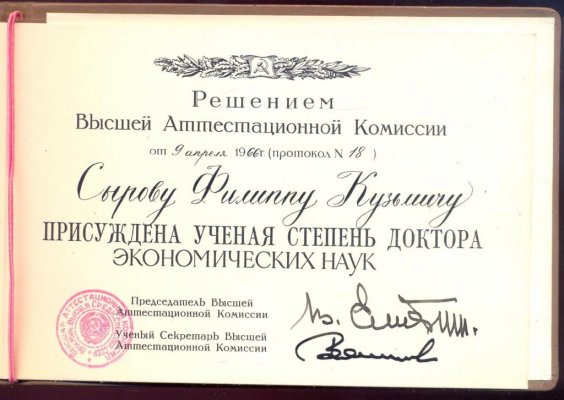 Решением
Высшей Аттестационной Комиссии
от 9 апреля 1966 г. (протокол N 18 )
Сырову Филиппу Кузьмичу
ПРИСУЖДЕНА УЧЕНАЯ СТЕПЕНЬ ДОКТОРА
ЭКОНОМИЧЕСКИХ НАУК
Председатель Высшей
Аттестационной Комиссии
Ученый Секретарь Высшей
Аттестационной Комиссии